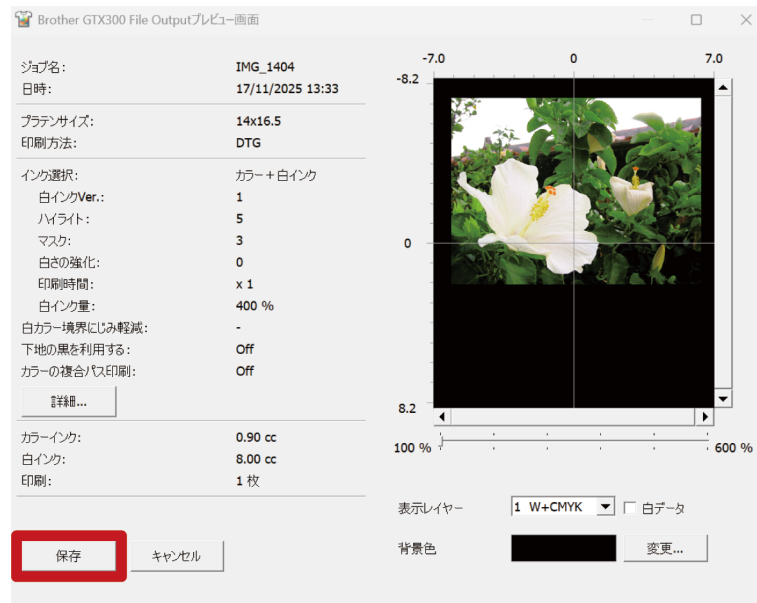 Brother GTX300 File Outputプレビュー画面
ジョブ名: IMG_1404
日時: 17/11/2025 13:33
プラテンサイズ: 14x16.5
印刷方法: DTG
インク選択: カラー+白インク
白インクVer.: 1
ハイライト: 5
マスク: 3
白さの強化: 0
印刷時間: x 1
白インク量: 400 %
白カラー境界にじみ軽減: -
下地の黒を利用する: Off
カラーの複合パス印刷: Off
詳細...
カラーインク: 0.90 cc
白インク: 8.00 cc
印刷: 1 枚
保存 キャンセル
-7.0 0 7.0
-8.2
0
8.2
100 % 600 %
表示レイヤー 1 W+CMYK 白データ
背景色 変更...